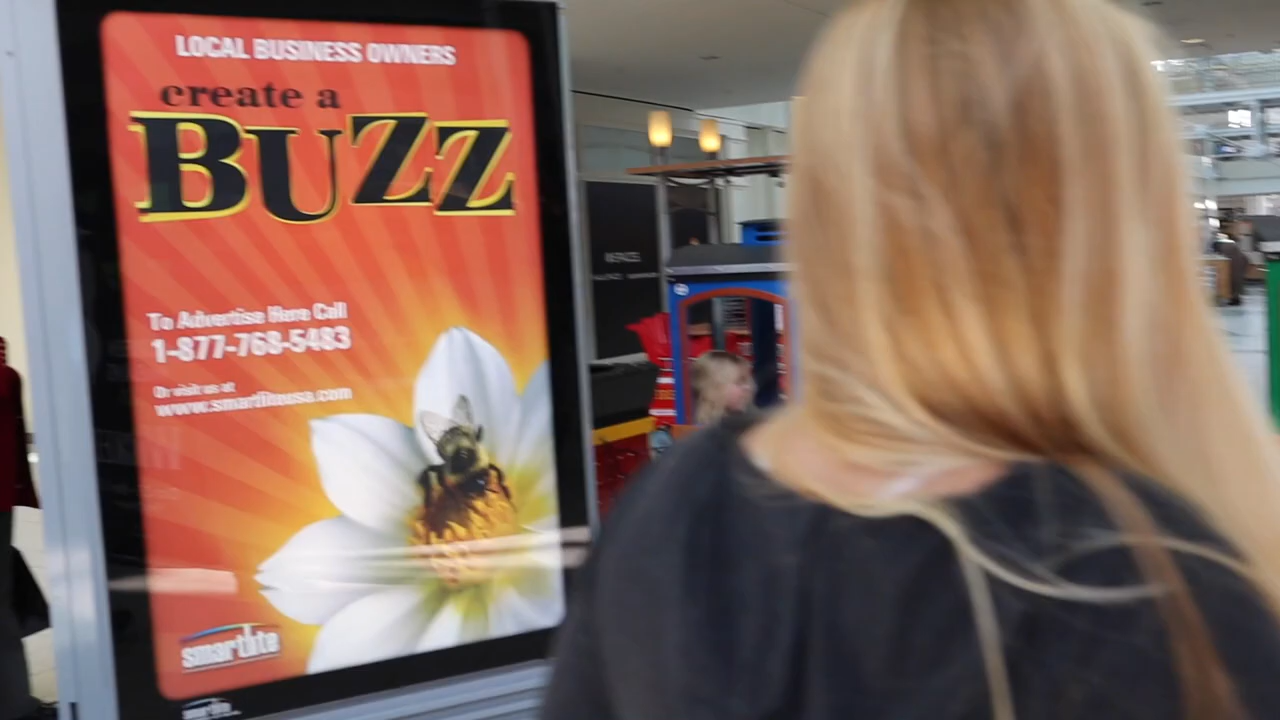 LOCAL BUSINESS OWNERS
create a
BUZZ
To Advertise Here Call
1-877-768-5483
Or visit us at
www.smartliteusa.com
smartlite